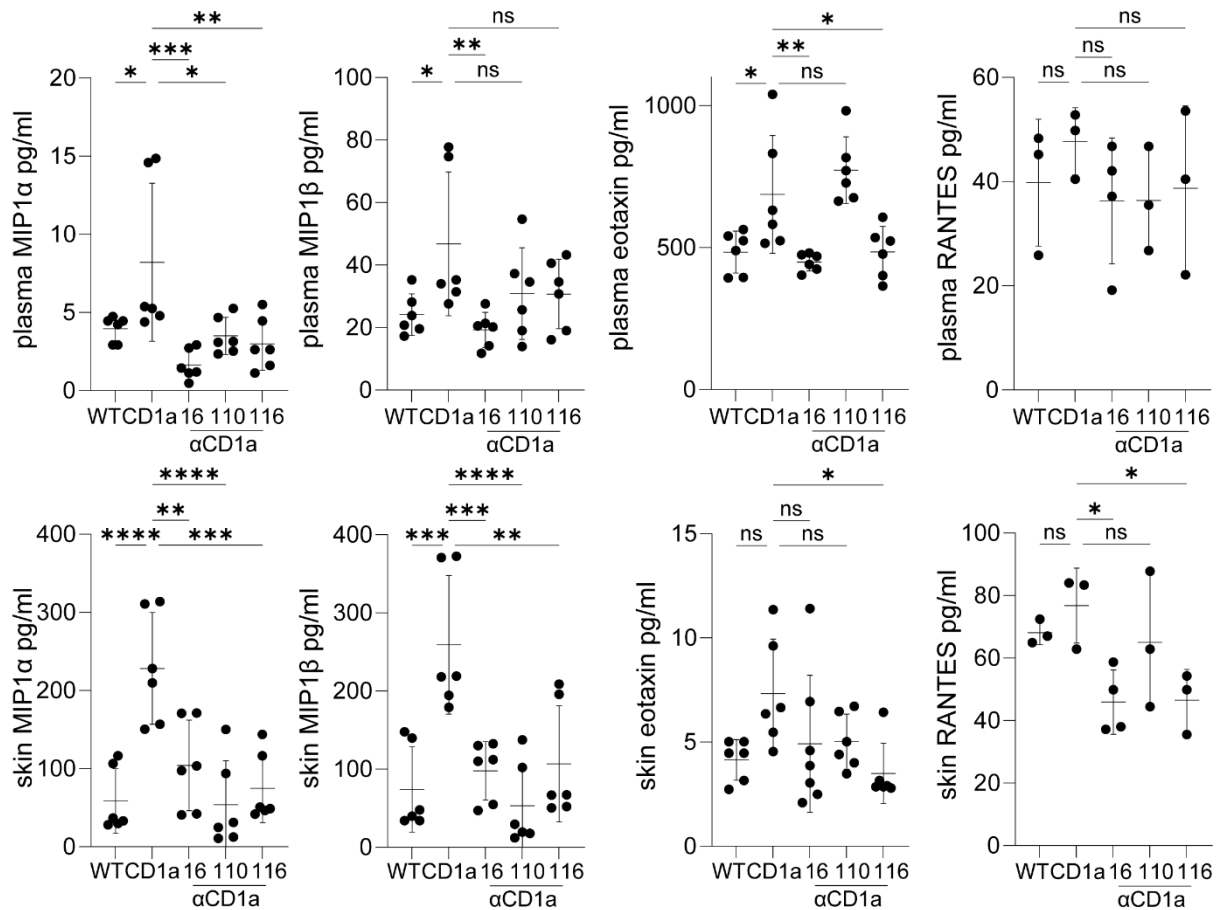 ** ns * ns
*** ** ** ns
* * * ns * ns ns ns
plasma MIP1α pg/ml
20
15
10
5
0
WT CD1a 16 110 116
αCD1a
plasma MIP1β pg/ml
100
80
60
40
20
0
WT CD1a 16 110 116
αCD1a
plasma eotaxin pg/ml
1000
500
0
WT CD1a 16 110 116
αCD1a
plasma RANTES pg/ml
60
40
20
0
WT CD1a 16 110 116
αCD1a
****
**
**** ***
skin MIP1α pg/ml
400
300
200
100
0
WT CD1a 16 110 116
αCD1a
****
***
*** **
skin MIP1β pg/ml
400
300
200
100
0
WT CD1a 16 110 116
αCD1a
*
ns
ns ns
skin eotaxin pg/ml
15
10
5
0
WT CD1a 16 110 116
αCD1a
*
*
ns ns
skin RANTES pg/ml
100
80
60
40
20
0
WT CD1a 16 110 116
αCD1a